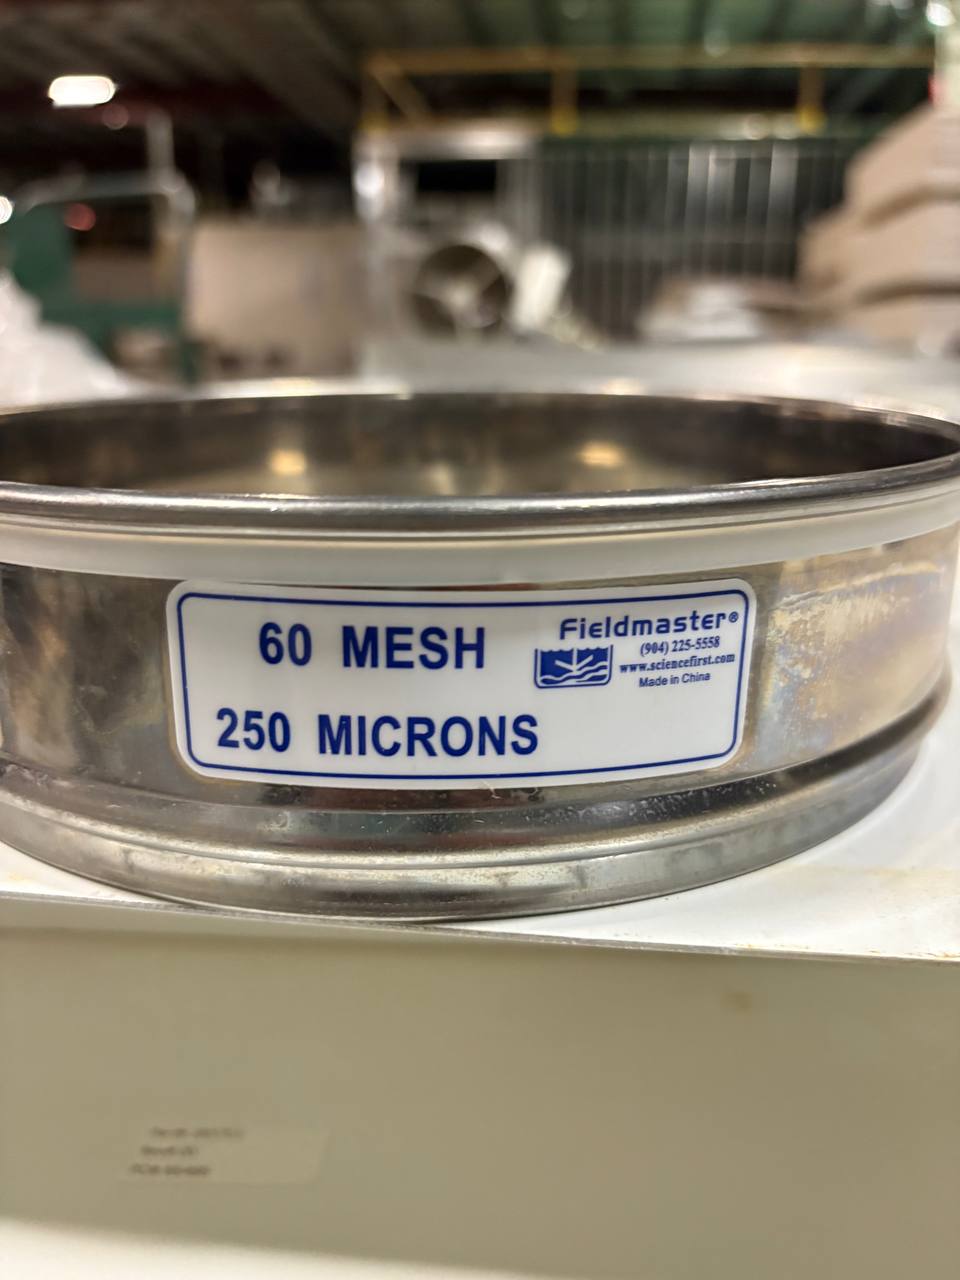 60 MESH
250 MICRONS
Fieldmaster®
(904) 225-5558
www.sciencefirst.com
Made in China